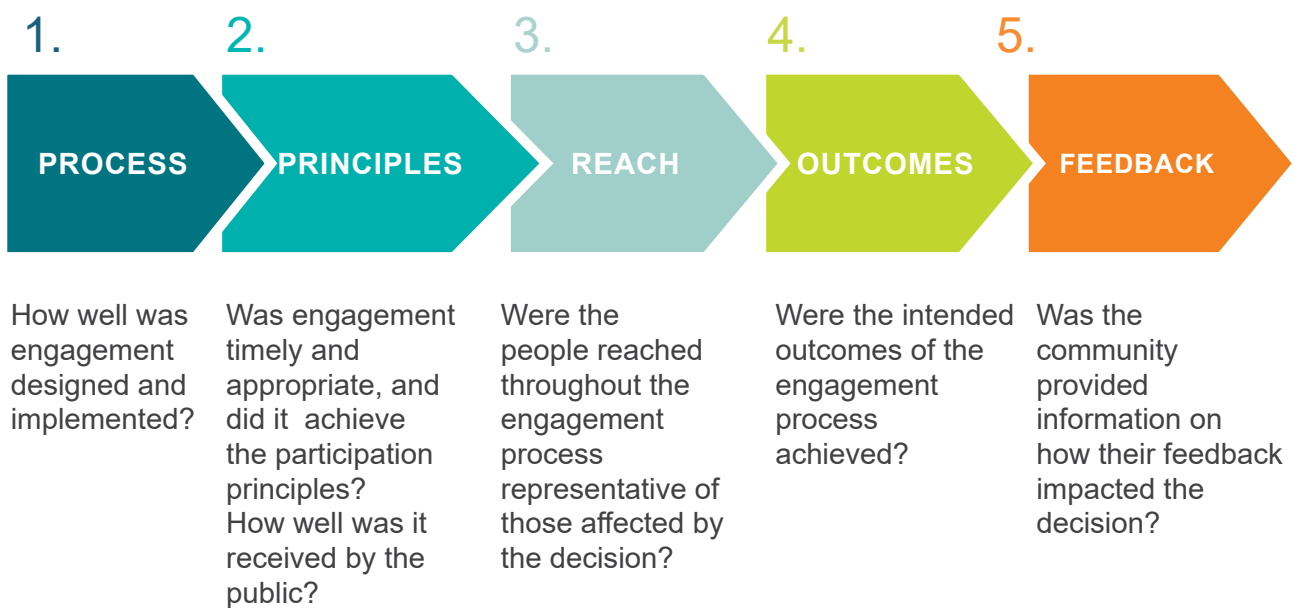 1.
PROCESS
How well was
engagement
designed and
implemented?
2.
PRINCIPLES
Was engagement
timely and
appropriate, and
did it  achieve
the participation
principles?
How well was it
received by the
public?
3.
REACH
Were the
people reached
throughout the
engagement
process
representative of
those affected by
the decision?
4.
OUTCOMES
Were the intended
outcomes of the
engagement
process
achieved?
5.
FEEDBACK
Was the
community
provided
information on
how their feedback
impacted the
decision?